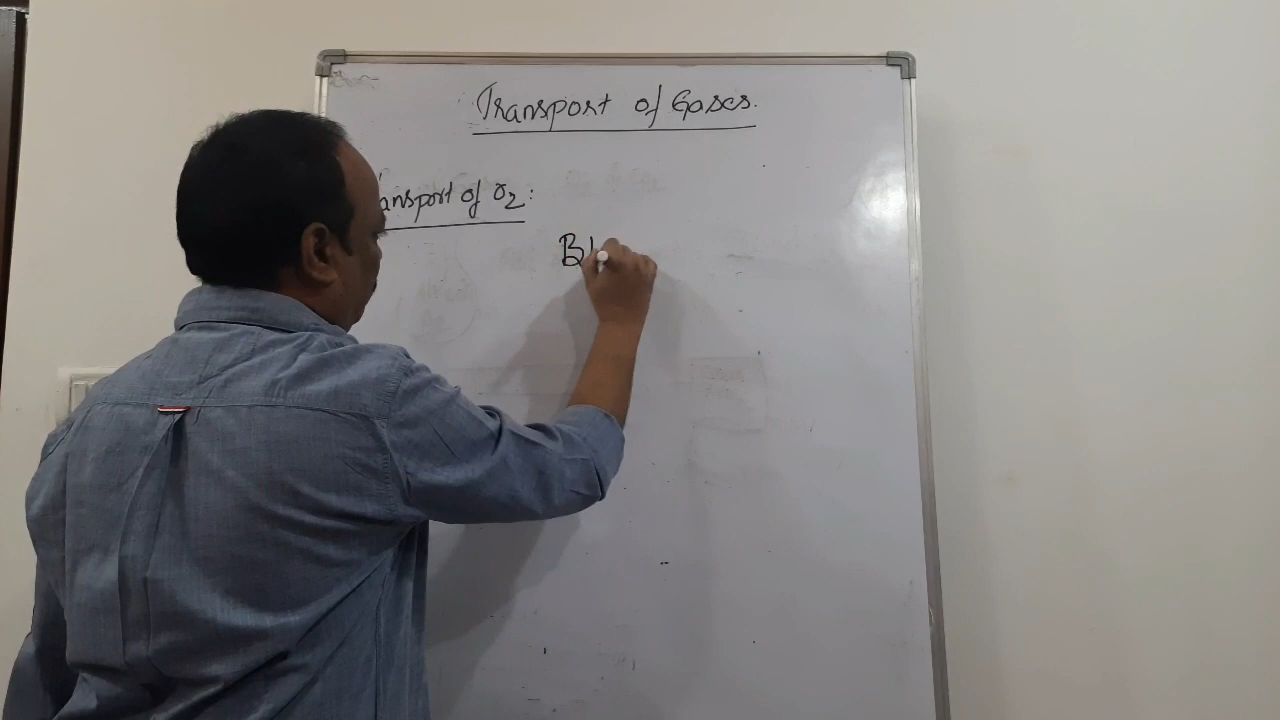 Transport of Gases.
ansport of O2:
Bl